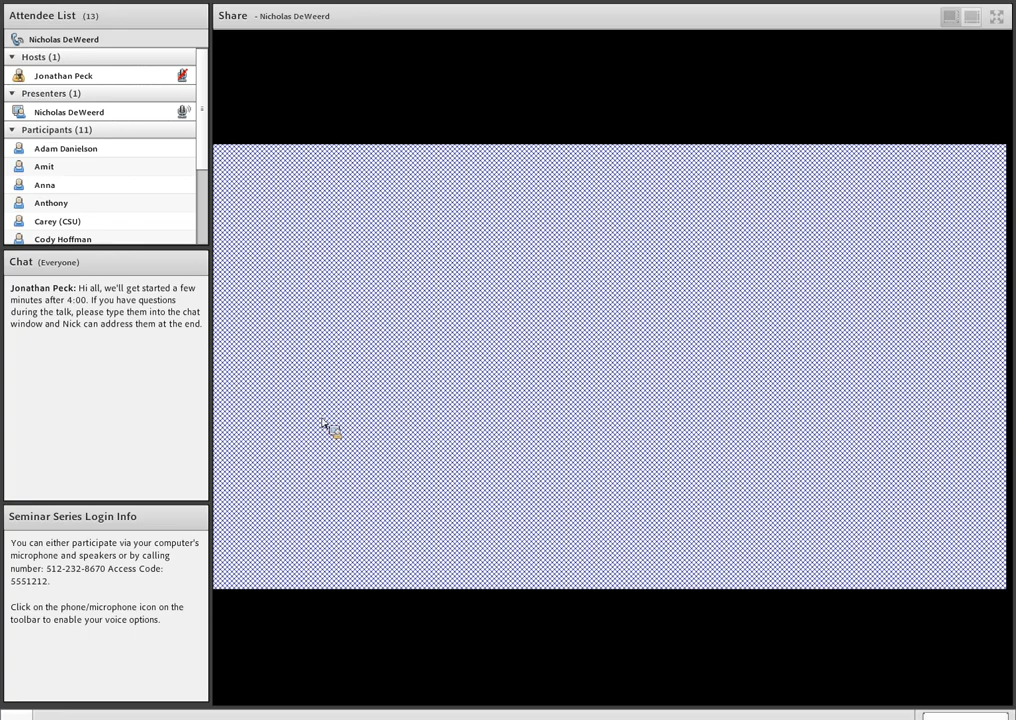 Attendee List (13)
Nicholas DeWeerd
Hosts (1)
Jonathan Peck
Presenters (1)
Nicholas DeWeerd
Participants (11)
Adam Danielson
Amit
Anna
Anthony
Carey (CSU)
Cody Hoffman
Chat (Everyone)
Jonathan Peck: Hi all, we'll get started a few
minutes after 4:00. If you have questions
during the talk, please type them into the chat
window and Nick can address them at the end.
Seminar Series Login Info
You can either participate via your computer's
microphone and speakers or by calling
number: 512-232-8670 Access Code:
5551212.
Click on the phone/microphone icon on the
toolbar to enable your voice options.
Share - Nicholas DeWeerd